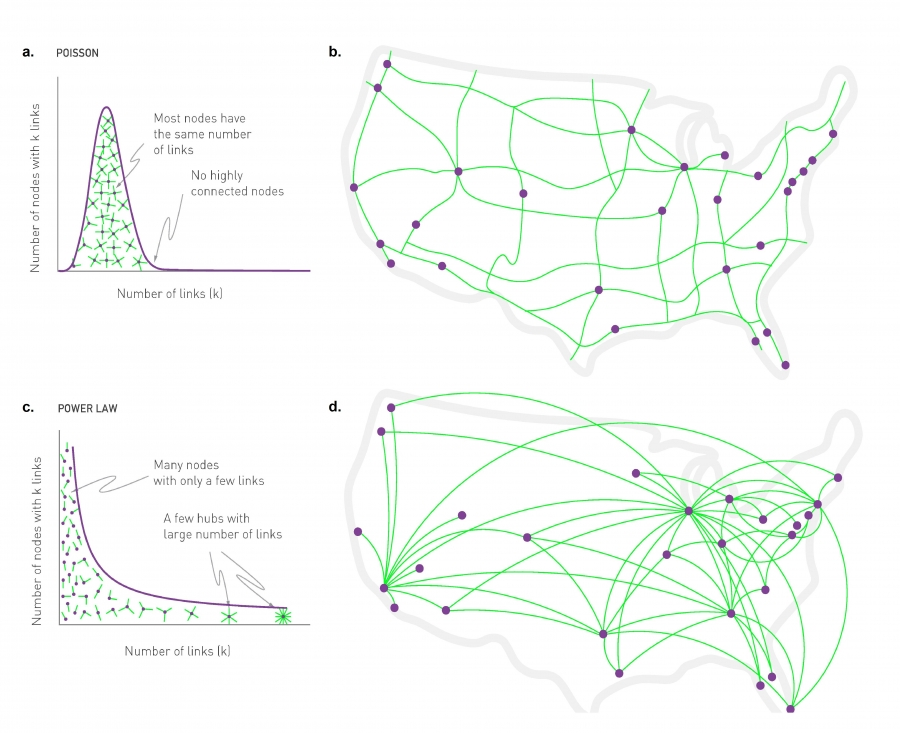 a. POISSON
Number of nodes with k links
Most nodes have
the same number
of links
No highly
connected nodes
Number of links (k)
b.
c. POWER LAW
Number of nodes with k links
Many nodes
with only a few links
A few hubs with
large number of links
Number of links (k)
d.